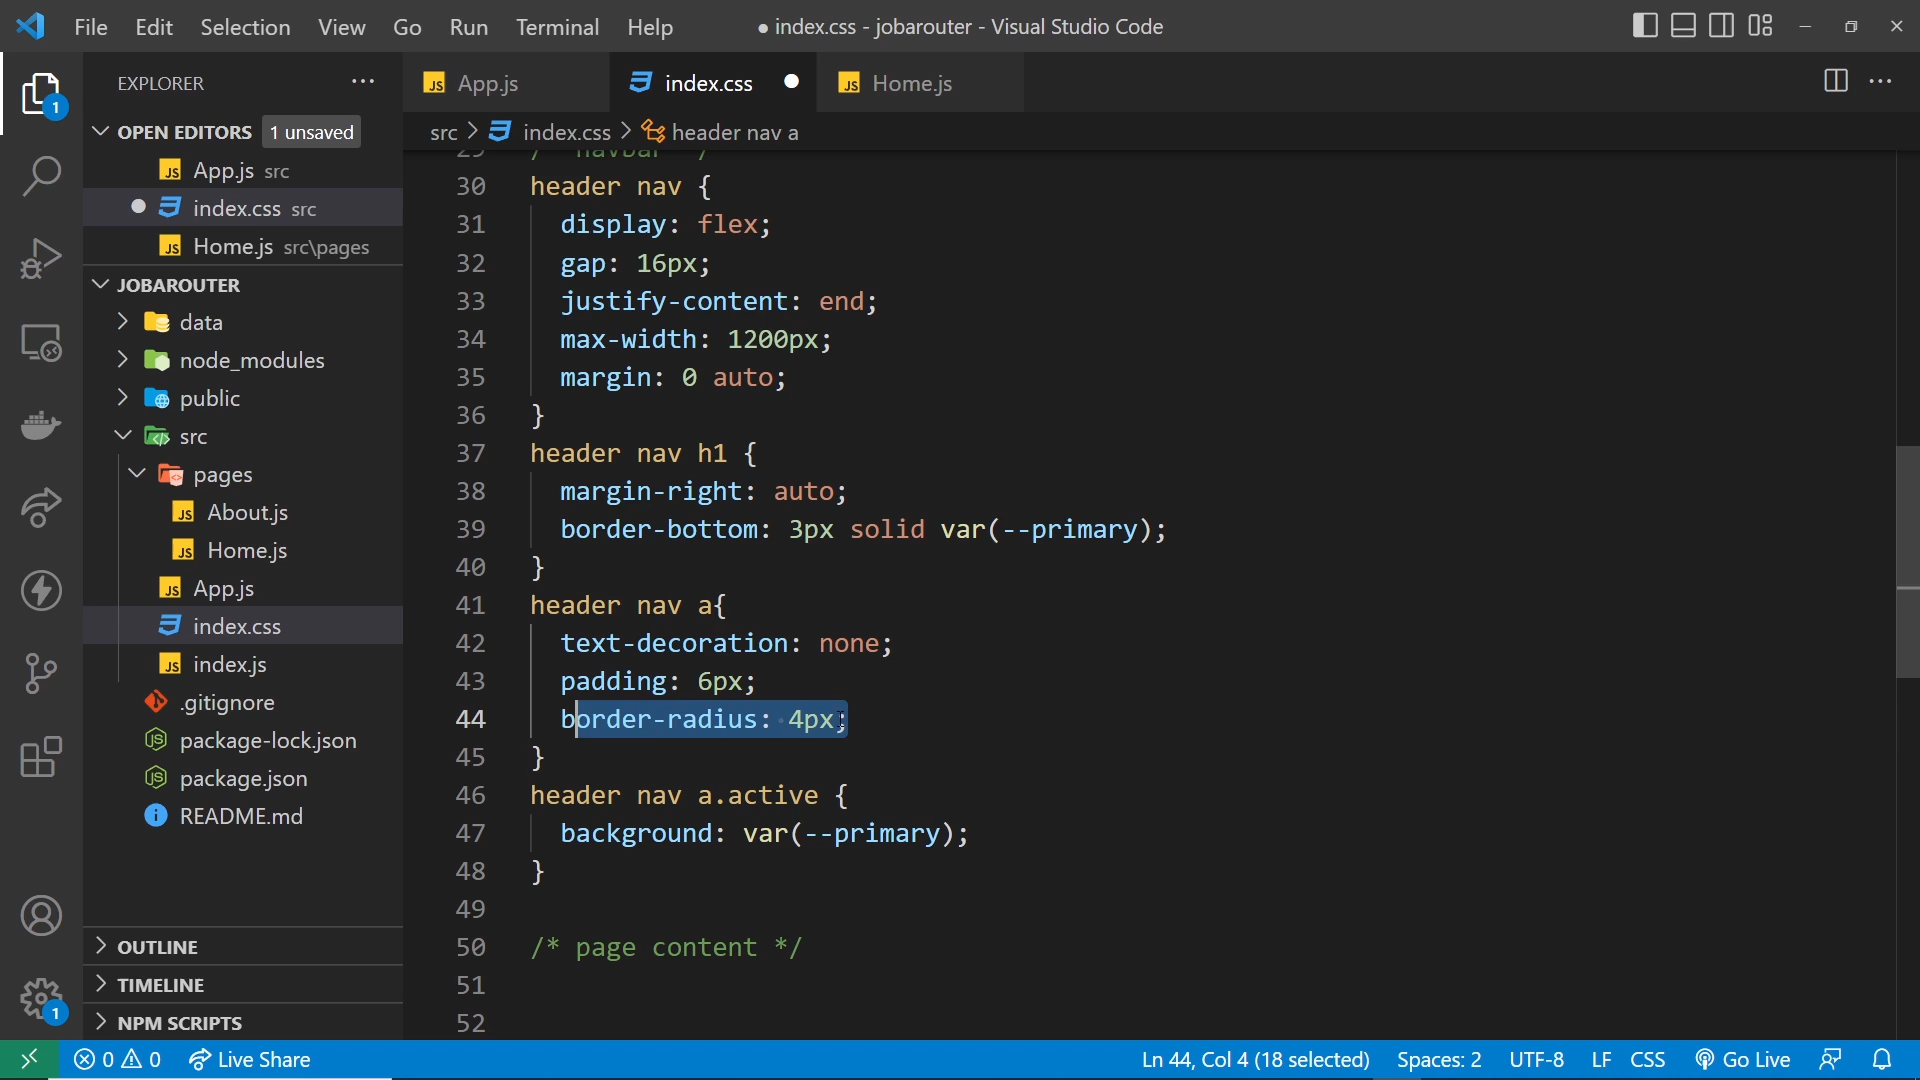 File Edit Selection View Go Run Terminal Help
● index.css - jobarouter - Visual Studio Code
EXPLORER
App.js
index.css
Home.js
OPEN EDITORS 1 unsaved
src > index.css > header nav a
App.js src
index.css src
Home.js src\pages
JOBAROUTER
data
node_modules
public
src
pages
About.js
Home.js
App.js
index.css
index.js
.gitignore
package-lock.json
package.json
README.md
OUTLINE
TIMELINE
NPM SCRIPTS
1
1
29 /* navbar */
30 header nav {
31 display: flex;
32 gap: 16px;
33 justify-content: end;
34 max-width: 1200px;
35 margin: 0 auto;
36 }
37 header nav h1 {
38 margin-right: auto;
39 border-bottom: 3px solid var(--primary);
40 }
41 header nav a{
42 text-decoration: none;
43 padding: 6px;
44 border-radius: 4px;
45 }
46 header nav a.active {
47 background: var(--primary);
48 }
49
50 /* page content */
51
52
0 0 Live Share
Ln 44, Col 4 (18 selected) Spaces: 2 UTF-8 LF CSS Go Live